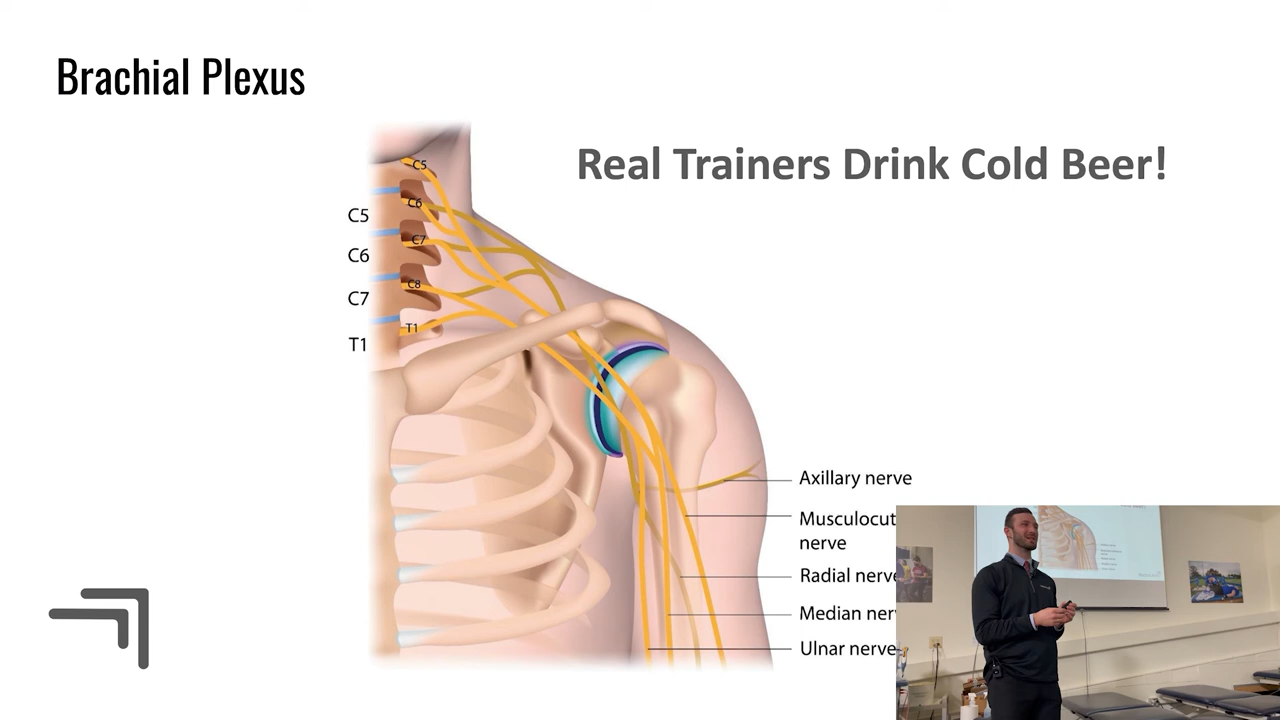 Brachial Plexus
Real Trainers Drink Cold Beer!
C5
C6
C7
C8
T1
C5
C6
C7
T1
Axillary nerve
Musculocut
nerve
Radial nerve
Median ner
Ulnar nerve